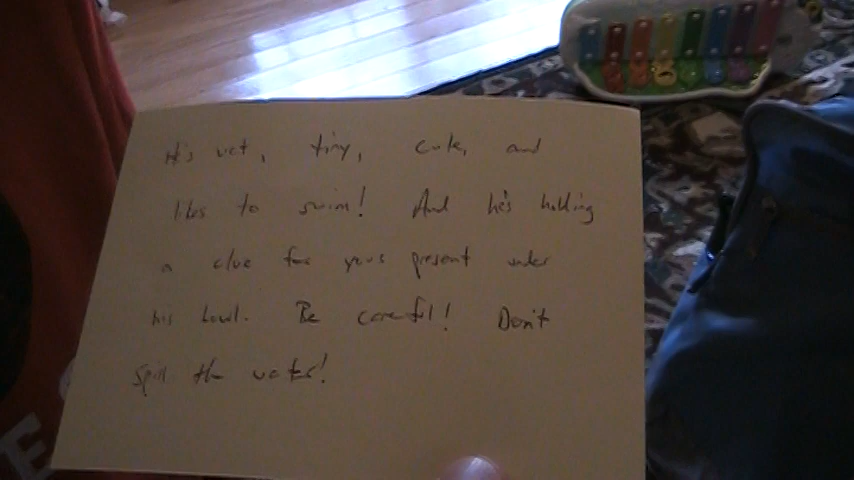 It's wet, tiny, cute, and
likes to swim! And he's holding
a clue for your present under
his bowl. Be careful! Don't
spill the water!
E